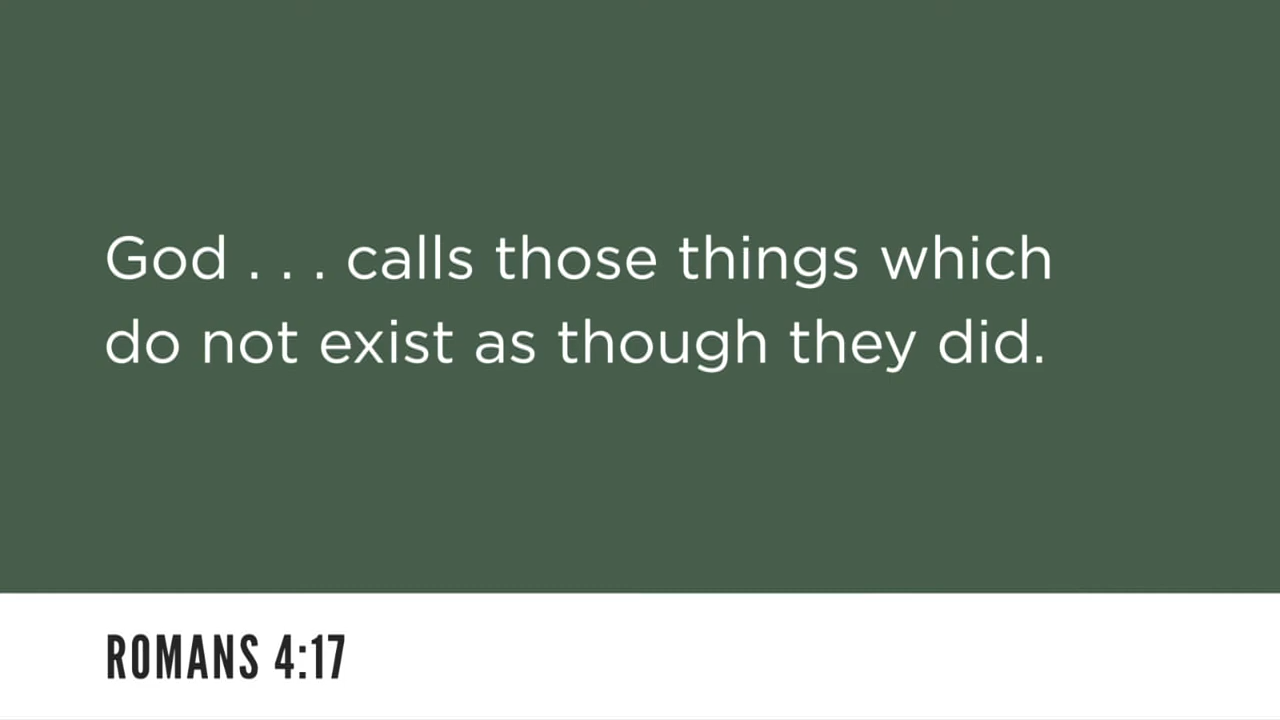 God . . . calls those things which
do not exist as though they did.
ROMANS 4:17